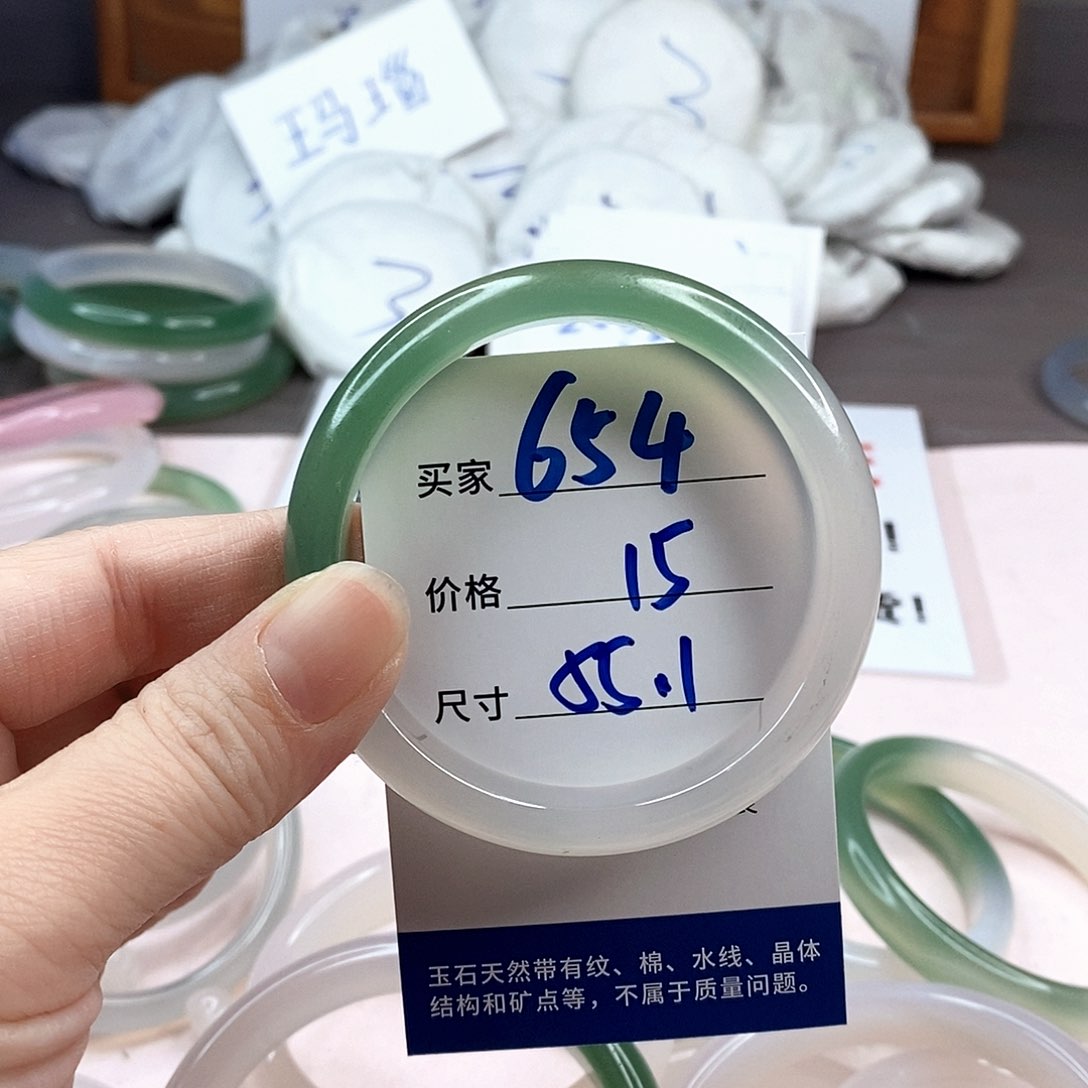 玛瑙
买家 654
价格 15
尺寸 55.1
玉石天然带有纹、棉、水线、晶体
结构和矿点等，不属于质量问题。